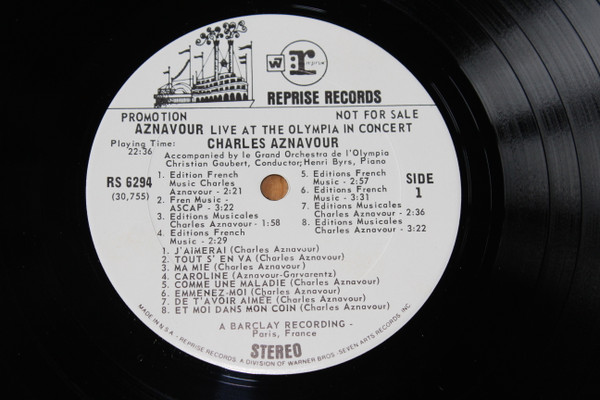 W7 r reprise
REPRISE RECORDS
PROMOTION NOT FOR SALE
AZNAVOUR LIVE AT THE OLYMPIA IN CONCERT
Playing Time: CHARLES AZNAVOUR
22:36 Accompanied by le Grand Orchestra de l'Olympia
Christian Gaubert, Conductor; Henri Byrs, Piano
RS 6294
(30,755)
1. Edition French
Music Charles
Aznavour - 2:21
2. Fren Music -
ASCAP - 3:22
3. Editions Musicales
Charles Aznavour - 1:58
4. Editions French
Music - 2:29
5. Editions French
Music - 2:57
6. Editions French
Music - 3:31
7. Editions Musicales
Charles Aznavour - 2:36
8. Editions Musicales
Charles Aznavour - 3:22
SIDE
1
1. J'AIMERAI (Charles Aznavour)
2. TOUT S' EN VA (Charles Aznavour)
3. MA MIE (Charles Aznavour)
4. CAROLINE (Aznavour-Garvarentz)
5. COMME UNE MALADIE (Charles Aznavour)
6. EMMENEZ-MOI (Charles Aznavour)
7. DE T'AVOIR AIMÉE (Charles Aznavour)
8. ET MOI DANS MON COIN (Charles Aznavour)
A BARCLAY RECORDING -
Paris, France
STEREO
MADE IN U.S.A. · REPRISE RECORDS, A DIVISION OF WARNER BROS.-SEVEN ARTS RECORDS, INC.